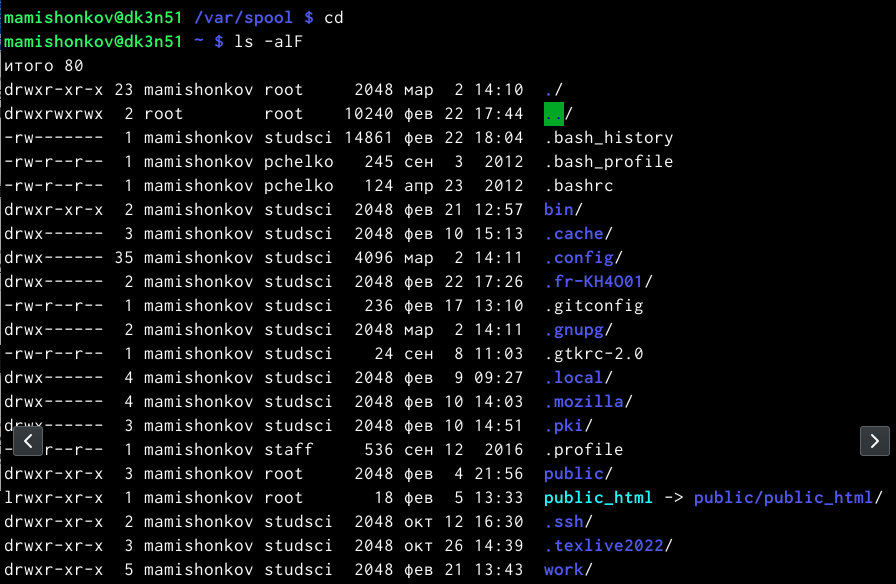 mamishonkov@dk3n51 /var/spool $ cd
mamishonkov@dk3n51 ~ $ ls -alF
итого 80
drwxr-xr-x 23 mamishonkov root     2048 мар  2 14:10 ./
drwxrwxrwx  2 root        root    10240 фев 22 17:44 ../
-rw-------  1 mamishonkov studsci 14861 фев 22 18:04 .bash_history
-rw-r--r--  1 mamishonkov pchelko   245 сен  3  2012 .bash_profile
-rw-r--r--  1 mamishonkov pchelko   124 апр 23  2012 .bashrc
drwxr-xr-x  2 mamishonkov studsci  2048 фев 21 12:57 bin/
drwx------  3 mamishonkov studsci  2048 фев 10 15:13 .cache/
drwx------ 35 mamishonkov studsci  4096 мар  2 14:11 .config/
drwx------  2 mamishonkov studsci  2048 фев 22 17:26 .fr-KH4O01/
-rw-r--r--  1 mamishonkov studsci   236 фев 17 13:10 .gitconfig
drwx------  2 mamishonkov studsci  2048 мар  2 14:11 .gnupg/
-rw-r--r--  1 mamishonkov studsci    24 сен  8 11:03 .gtkrc-2.0
drwx------  4 mamishonkov studsci  2048 фев  9 09:27 .local/
drwx------  4 mamishonkov studsci  2048 фев 10 14:03 .mozilla/
drwx------  3 mamishonkov studsci  2048 фев 10 14:51 .pki/
--r--  1 mamishonkov staff     536 сен 12  2016 .profile
drwxr-xr-x  3 mamishonkov root     2048 фев  4 21:56 public/
lrwxr-xr-x  1 mamishonkov root       18 фев  5 13:33 public_html -> public/public_html/
drwxr-xr-x  2 mamishonkov studsci  2048 окт 12 16:30 .ssh/
drwxr-xr-x  3 mamishonkov studsci  2048 окт 26 14:39 .texlive2022/
drwxr-xr-x  5 mamishonkov studsci  2048 фев 21 13:43 work/